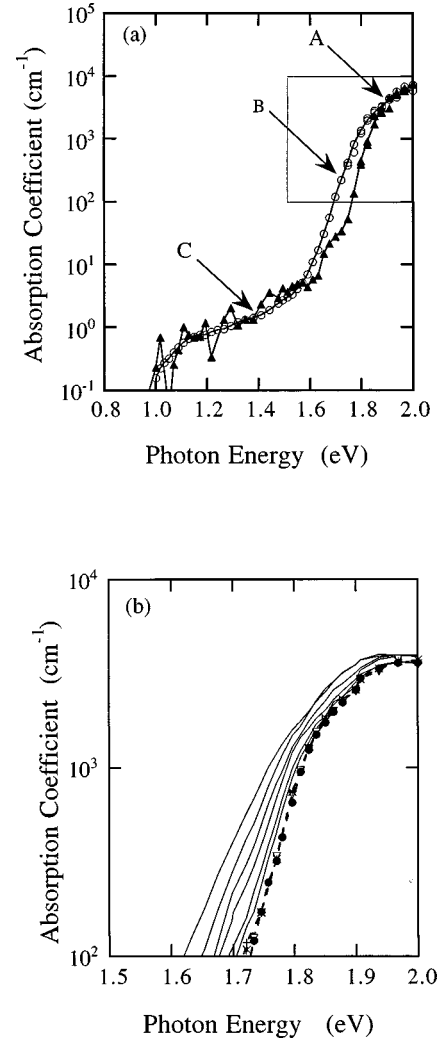 (a)
A
B
C
Absorption Coefficient (cm-1)
10^5
10^4
10^3
10^2
10^1
10^0
10^-1
0.8 1.0 1.2 1.4 1.6 1.8 2.0
Photon Energy (eV)
(b)
Absorption Coefficient (cm-1)
10^4
10^3
10^2
1.5 1.6 1.7 1.8 1.9 2.0
Photon Energy (eV)